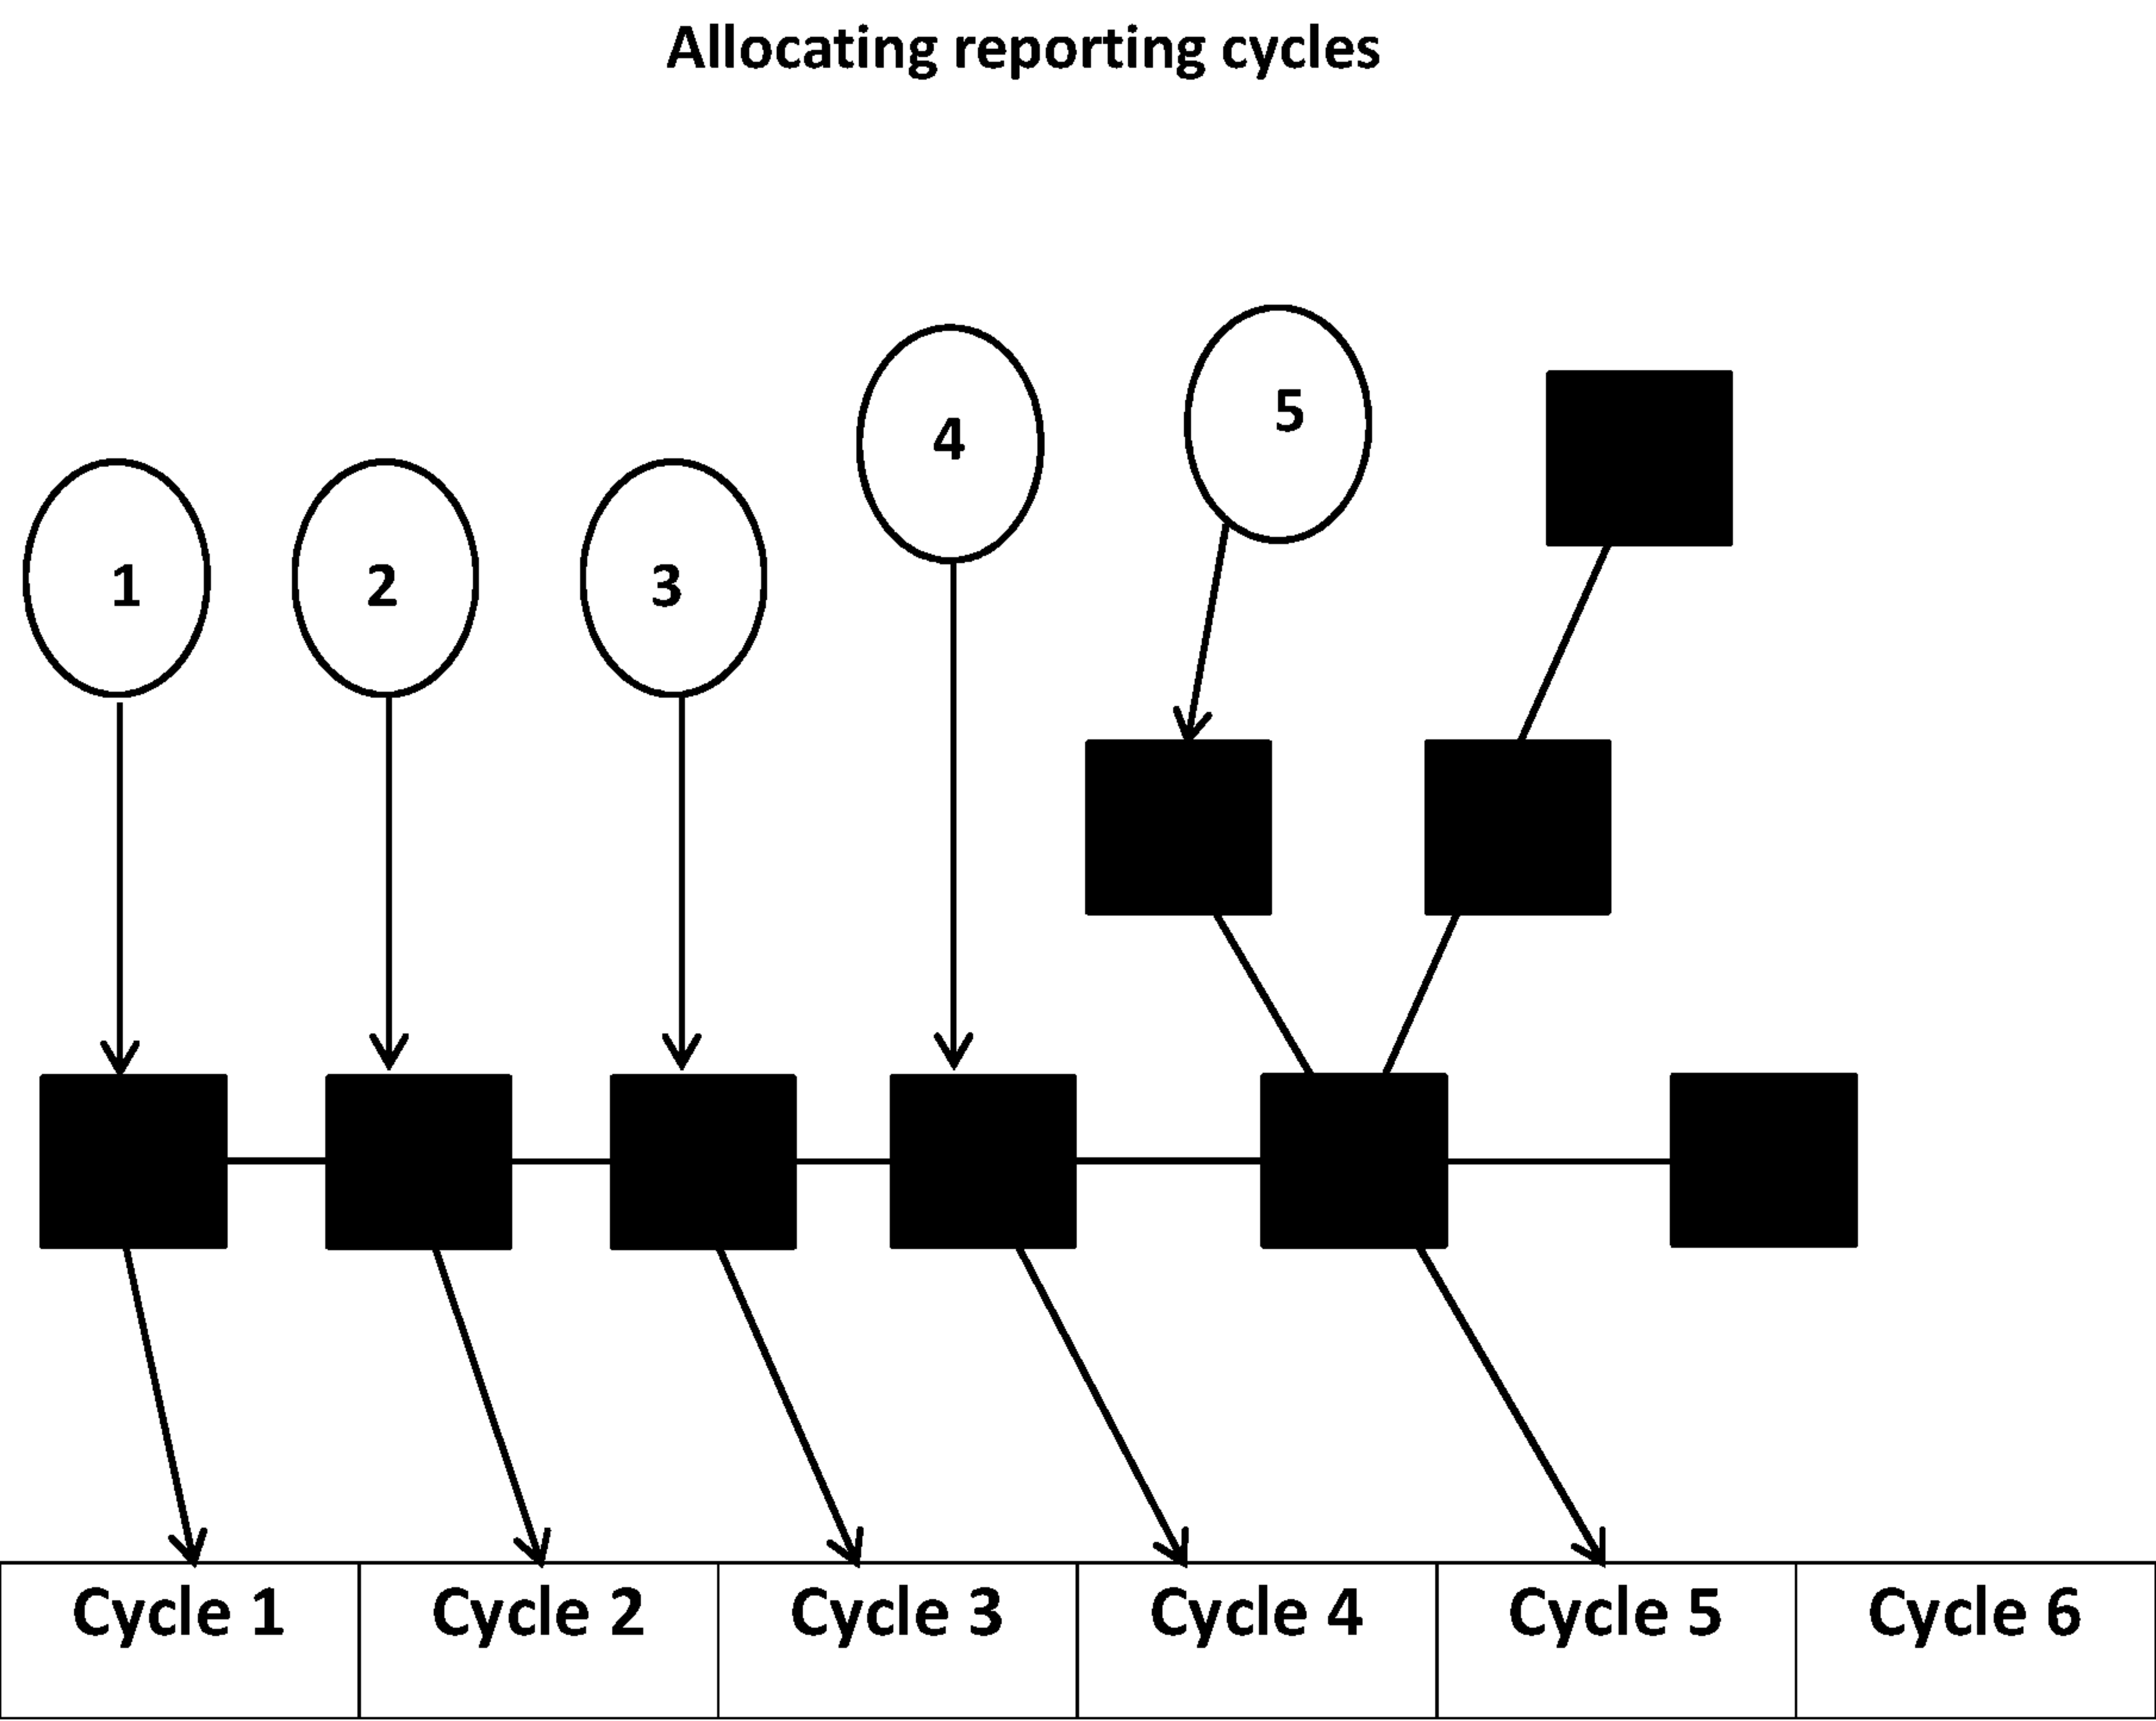 Allocating reporting cycles
5
4
1
2
3
Cycle 1
Cycle 2
Cycle 3
Cycle 4
Cycle 5
Cycle 6